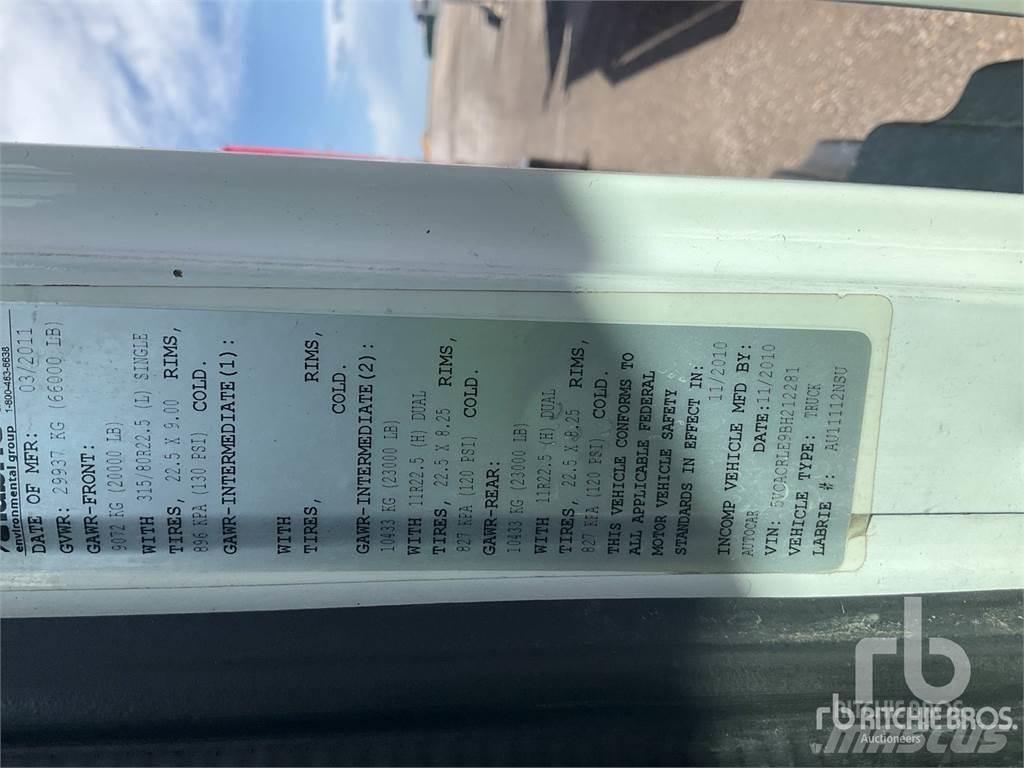 environmental group 1-800-463-6638
DATE OF MFR: 03/2011
GVWR: 29937 KG (66000 LB)
GAWR-FRONT:
9072 KG (20000 LB)
WITH 315/80R22.5 (L) SINGLE
TIRES, 22.5 X 9.00 RIMS,
896 KPA (130 PSI) COLD.
GAWR-INTERMEDIATE(1):
WITH
TIRES, RIMS,
COLD.
GAWR-INTERMEDIATE(2):
10433 KG (23000 LB)
WITH 11R22.5 (H) DUAL
TIRES, 22.5 X 8.25 RIMS,
827 KPA (120 PSI) COLD.
GAWR-REAR:
10433 KG (23000 LB)
WITH 11R22.5 (H) DUAL
TIRES, 22.5 X 8.25 RIMS,
827 KPA (120 PSI) COLD.
THIS VEHICLE CONFORMS TO
ALL APPLICABLE FEDERAL
MOTOR VEHICLE SAFETY
STANDARDS IN EFFECT IN:
11/2010
INCOMP VEHICLE MFD BY:
AUTOCAR DATE:11/2010
VIN: 5VCACRLE9BH212281
VEHICLE TYPE: TRUCK
LABRIE #: AU11112NSU
rb
rb RITCHIE BROS.
Auctioneers
Mascus